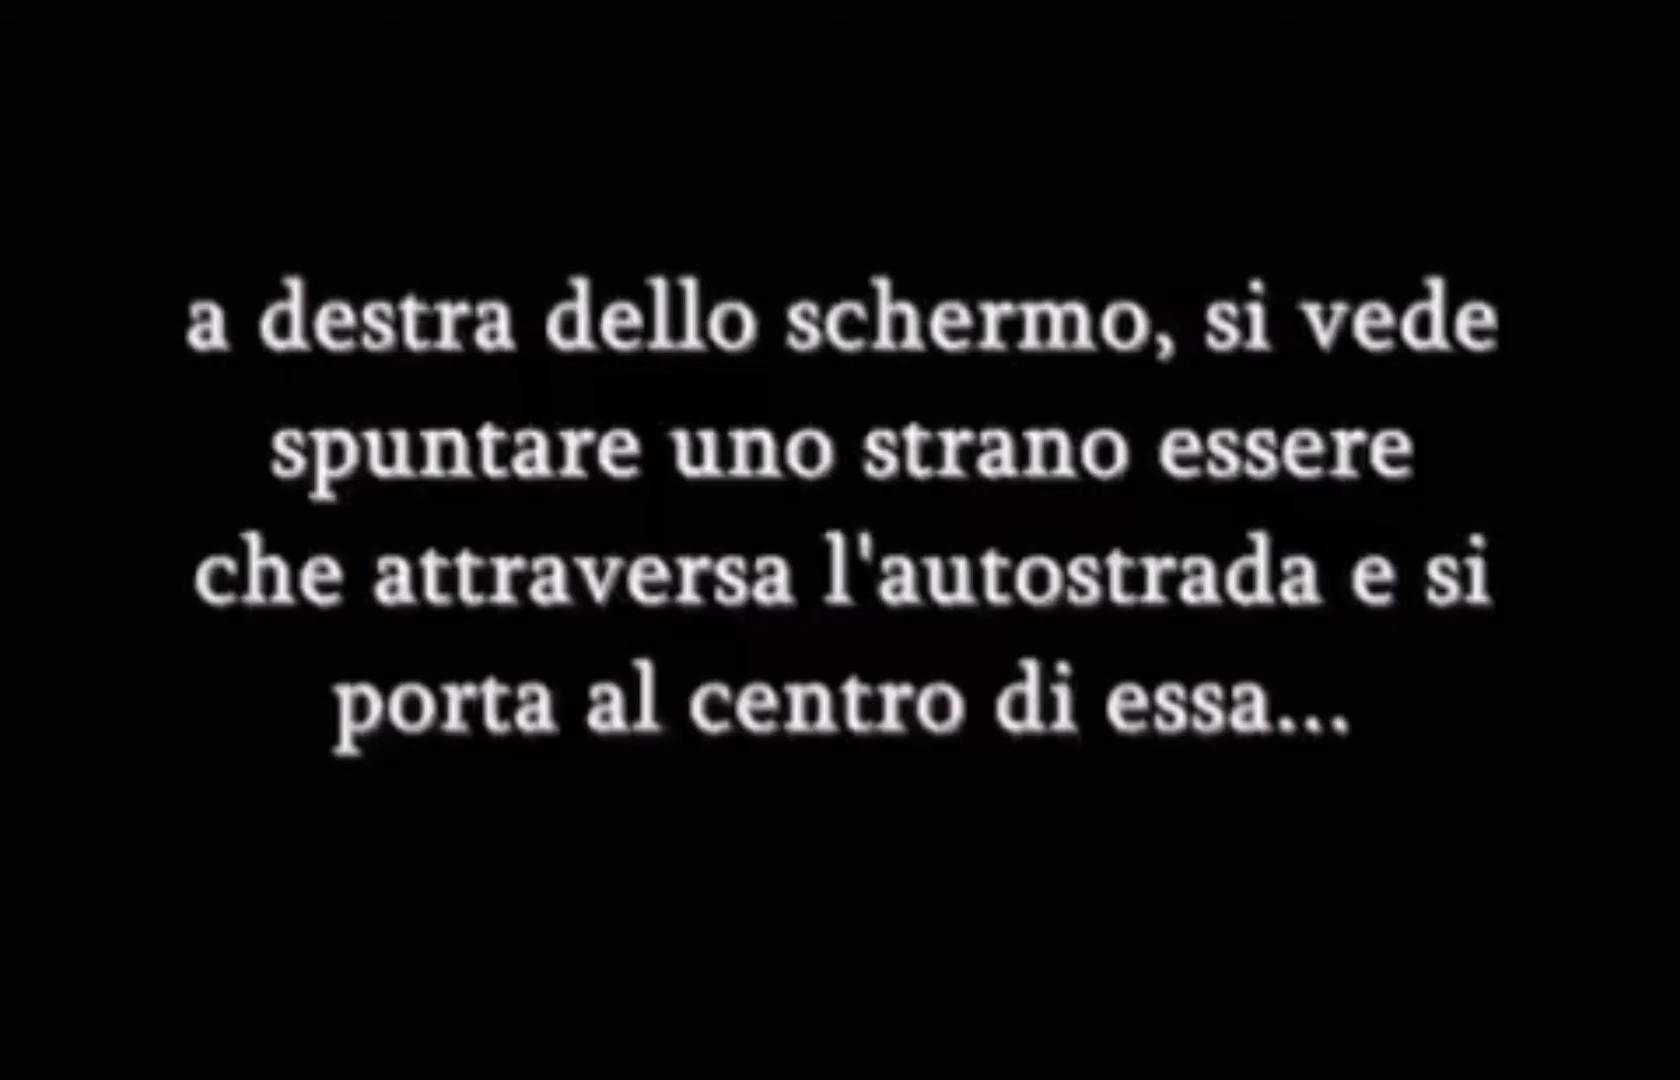 a destra dello schermo, si vede
spuntare uno strano essere
che attraversa l'autostrada e si
porta al centro di essa...